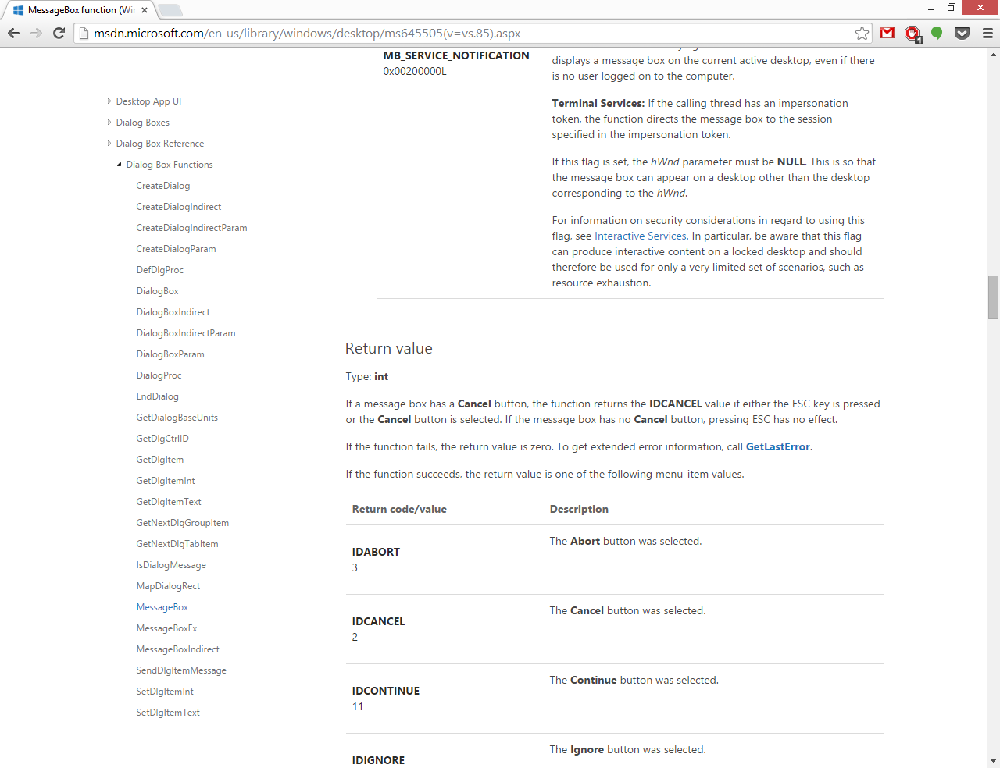 MessageBox function (Wi
msdn.microsoft.com/en-us/library/windows/desktop/ms645505(v=vs.85).aspx
1
Desktop App UI
Dialog Boxes
Dialog Box Reference
Dialog Box Functions
CreateDialog
CreateDialogIndirect
CreateDialogIndirectParam
CreateDialogParam
DefDlgProc
DialogBox
DialogBoxIndirect
DialogBoxIndirectParam
DialogBoxParam
DialogProc
EndDialog
GetDialogBaseUnits
GetDlgCtrlID
GetDlgItem
GetDlgItemInt
GetDlgItemText
GetNextDlgGroupItem
GetNextDlgTabItem
IsDialogMessage
MapDialogRect
MessageBox
MessageBoxEx
MessageBoxIndirect
SendDlgItemMessage
SetDlgItemInt
SetDlgItemText
MB_SERVICE_NOTIFICATION
0x00200000L
The caller is a service notifying the user of an event. The function
displays a message box on the current active desktop, even if there
is no user logged on to the computer.
Terminal Services: If the calling thread has an impersonation
token, the function directs the message box to the session
specified in the impersonation token.
If this flag is set, the hWnd parameter must be NULL. This is so that
the message box can appear on a desktop other than the desktop
corresponding to the hWnd.
For information on security considerations in regard to using this
flag, see Interactive Services. In particular, be aware that this flag
can produce interactive content on a locked desktop and should
therefore be used for only a very limited set of scenarios, such as
resource exhaustion.
Return value
Type: int
If a message box has a Cancel button, the function returns the IDCANCEL value if either the ESC key is pressed
or the Cancel button is selected. If the message box has no Cancel button, pressing ESC has no effect.
If the function fails, the return value is zero. To get extended error information, call GetLastError.
If the function succeeds, the return value is one of the following menu-item values.
Return code/value Description
IDABORT
3
The Abort button was selected.
IDCANCEL
2
The Cancel button was selected.
IDCONTINUE
11
The Continue button was selected.
IDIGNORE
The Ignore button was selected.